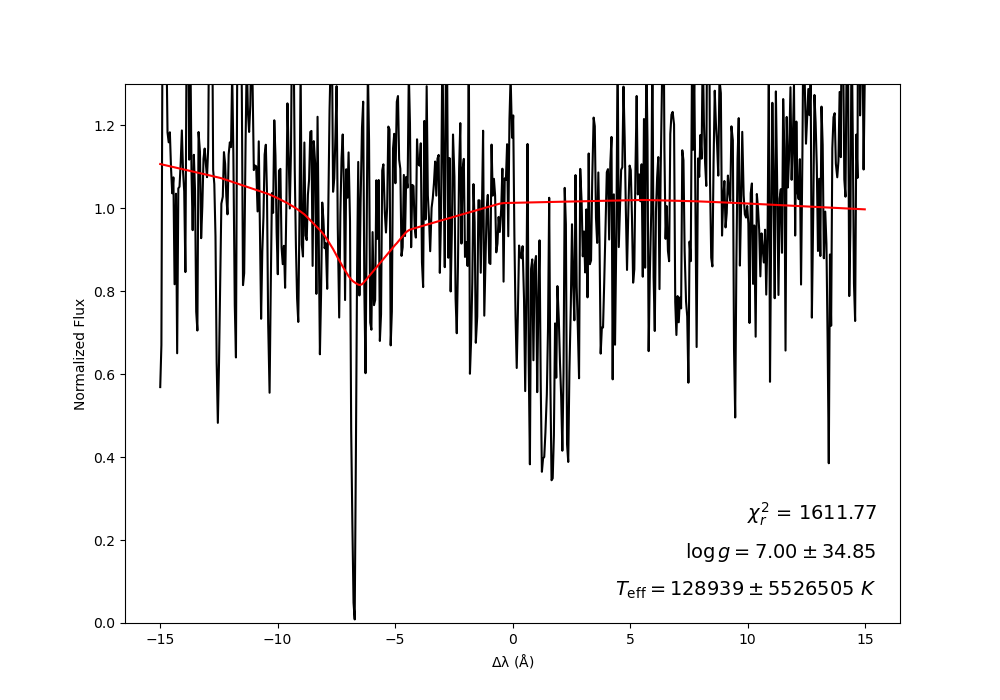 1.2
1.0
0.8
0.6
0.4
0.2
0.0
Normalized Flux
χ²ᵣ = 1611.77
log g = 7.00 ± 34.85
T_eff = 128939 ± 5526505 K
−15 −10 −5 0 5 10 15
Δλ (Å)